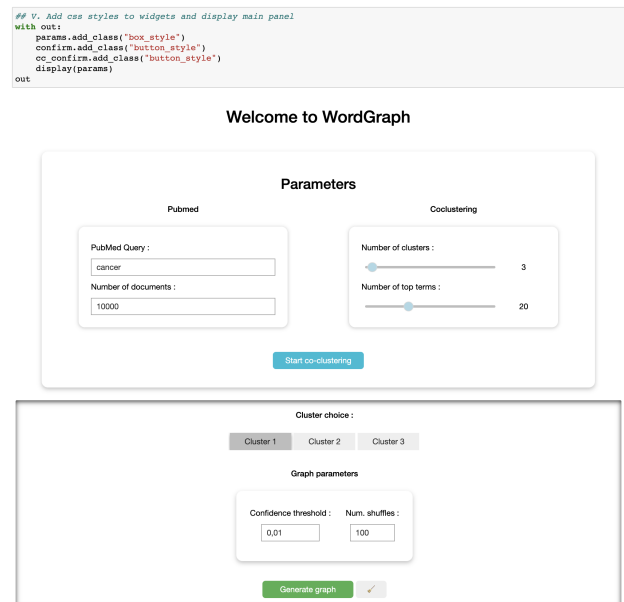 ## V. Add css styles to widgets and display main panel
with out:
    params.add_class("box_style")
    confirm.add_class("button_style")
    cc_confirm.add_class("button_style")
    display(params)
out
Welcome to WordGraph
Parameters
Pubmed
Coclustering
PubMed Query :
cancer
Number of documents :
10000
Number of clusters :
3
Number of top terms :
20
Start co-clustering
Cluster choice :
Cluster 1 Cluster 2 Cluster 3
Graph parameters
Confidence threshold : Num. shuffles :
0,01 100
Generate graph